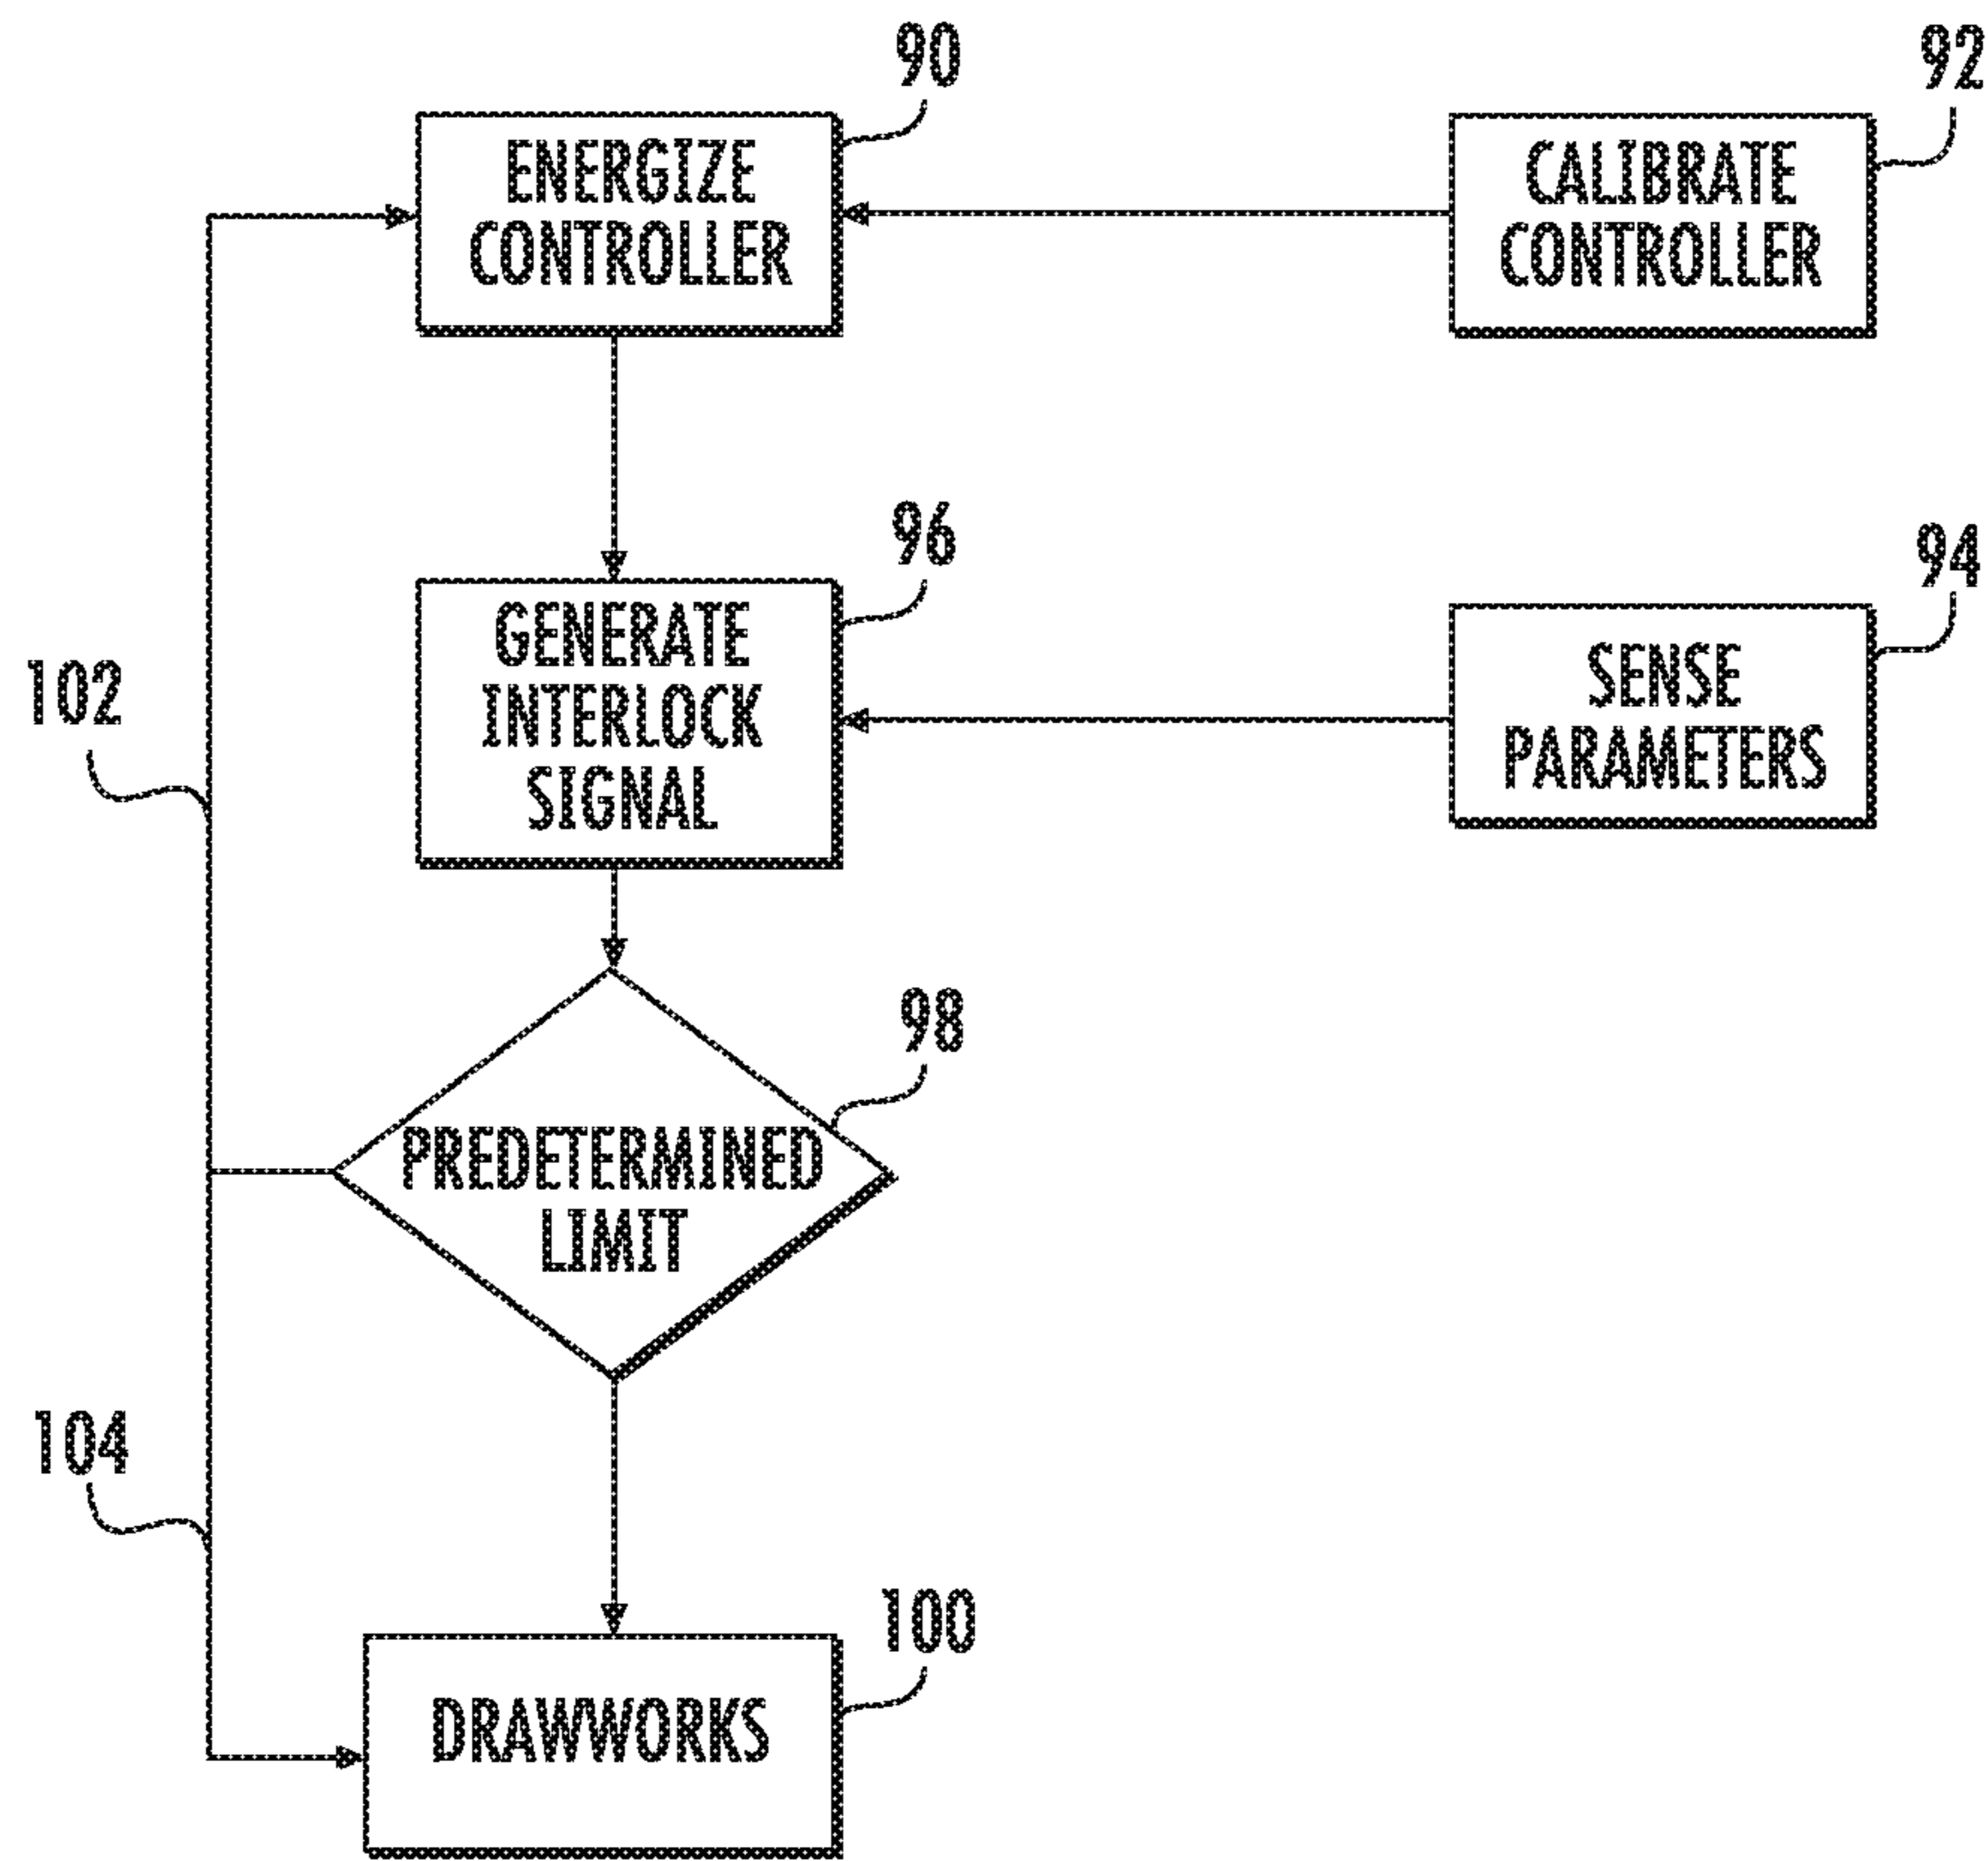 90
92
ENERGIZE
CONTROLLER
CALIBRATE
CONTROLLER
96
94
GENERATE
INTERLOCK
SIGNAL
SENSE
PARAMETERS
102
98
PREDETERMINED
LIMIT
104
100
DRAWWORKS